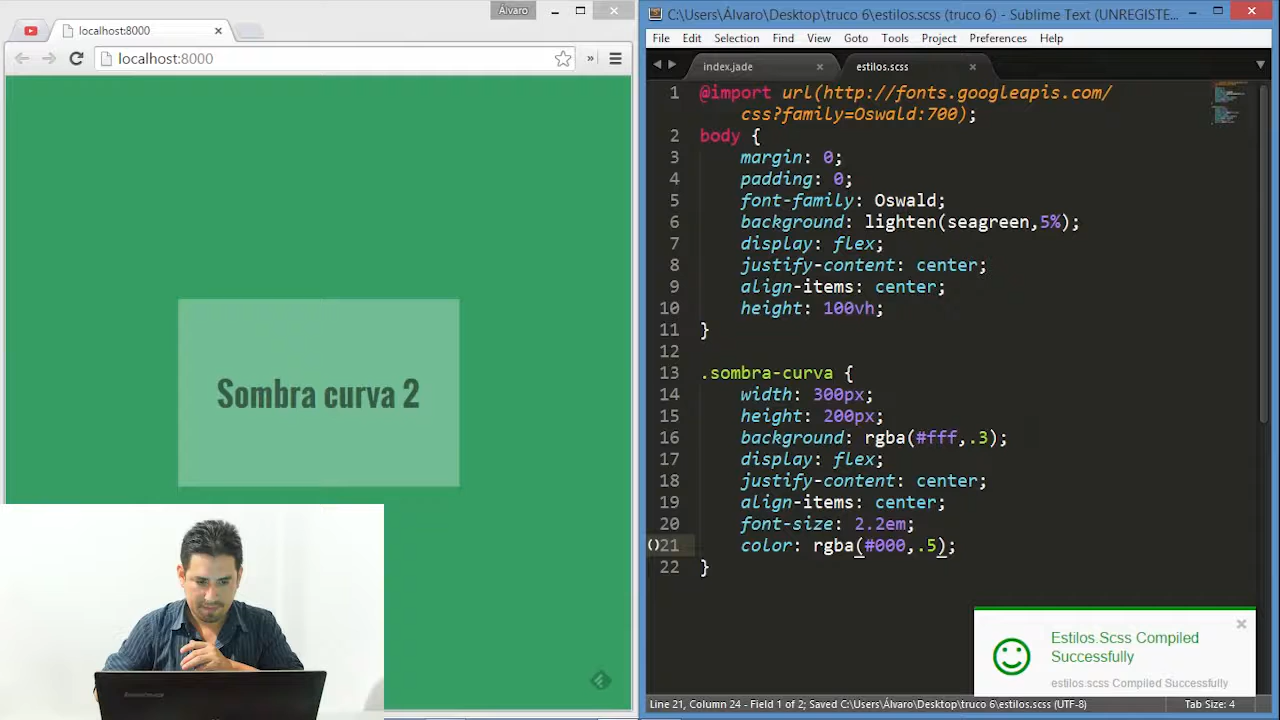 Álvaro
localhost:8000
localhost:8000
Sombra curva 2
C:\Users\Álvaro\Desktop\truco 6\estilos.scss (truco 6) - Sublime Text (UNREGISTE...
File Edit Selection Find View Goto Tools Project Preferences Help
index.jade estilos.scss
1 @import url(http://fonts.googleapis.com/
css?family=Oswald:700);
2 body {
3 margin: 0;
4 padding: 0;
5 font-family: Oswald;
6 background: lighten(seagreen,5%);
7 display: flex;
8 justify-content: center;
9 align-items: center;
10 height: 100vh;
11 }
12
13 .sombra-curva {
14 width: 300px;
15 height: 200px;
16 background: rgba(#fff,.3);
17 display: flex;
18 justify-content: center;
19 align-items: center;
20 font-size: 2.2em;
21 color: rgba(#000,.5);
22 }
Estilos.Scss Compiled
Successfully
estilos.scss Compiled Successfully
Line 21, Column 24 - Field 1 of 2; Saved C:\Users\Álvaro\Desktop\truco 6\estilos.scss (UTF-8)
Tab Size: 4